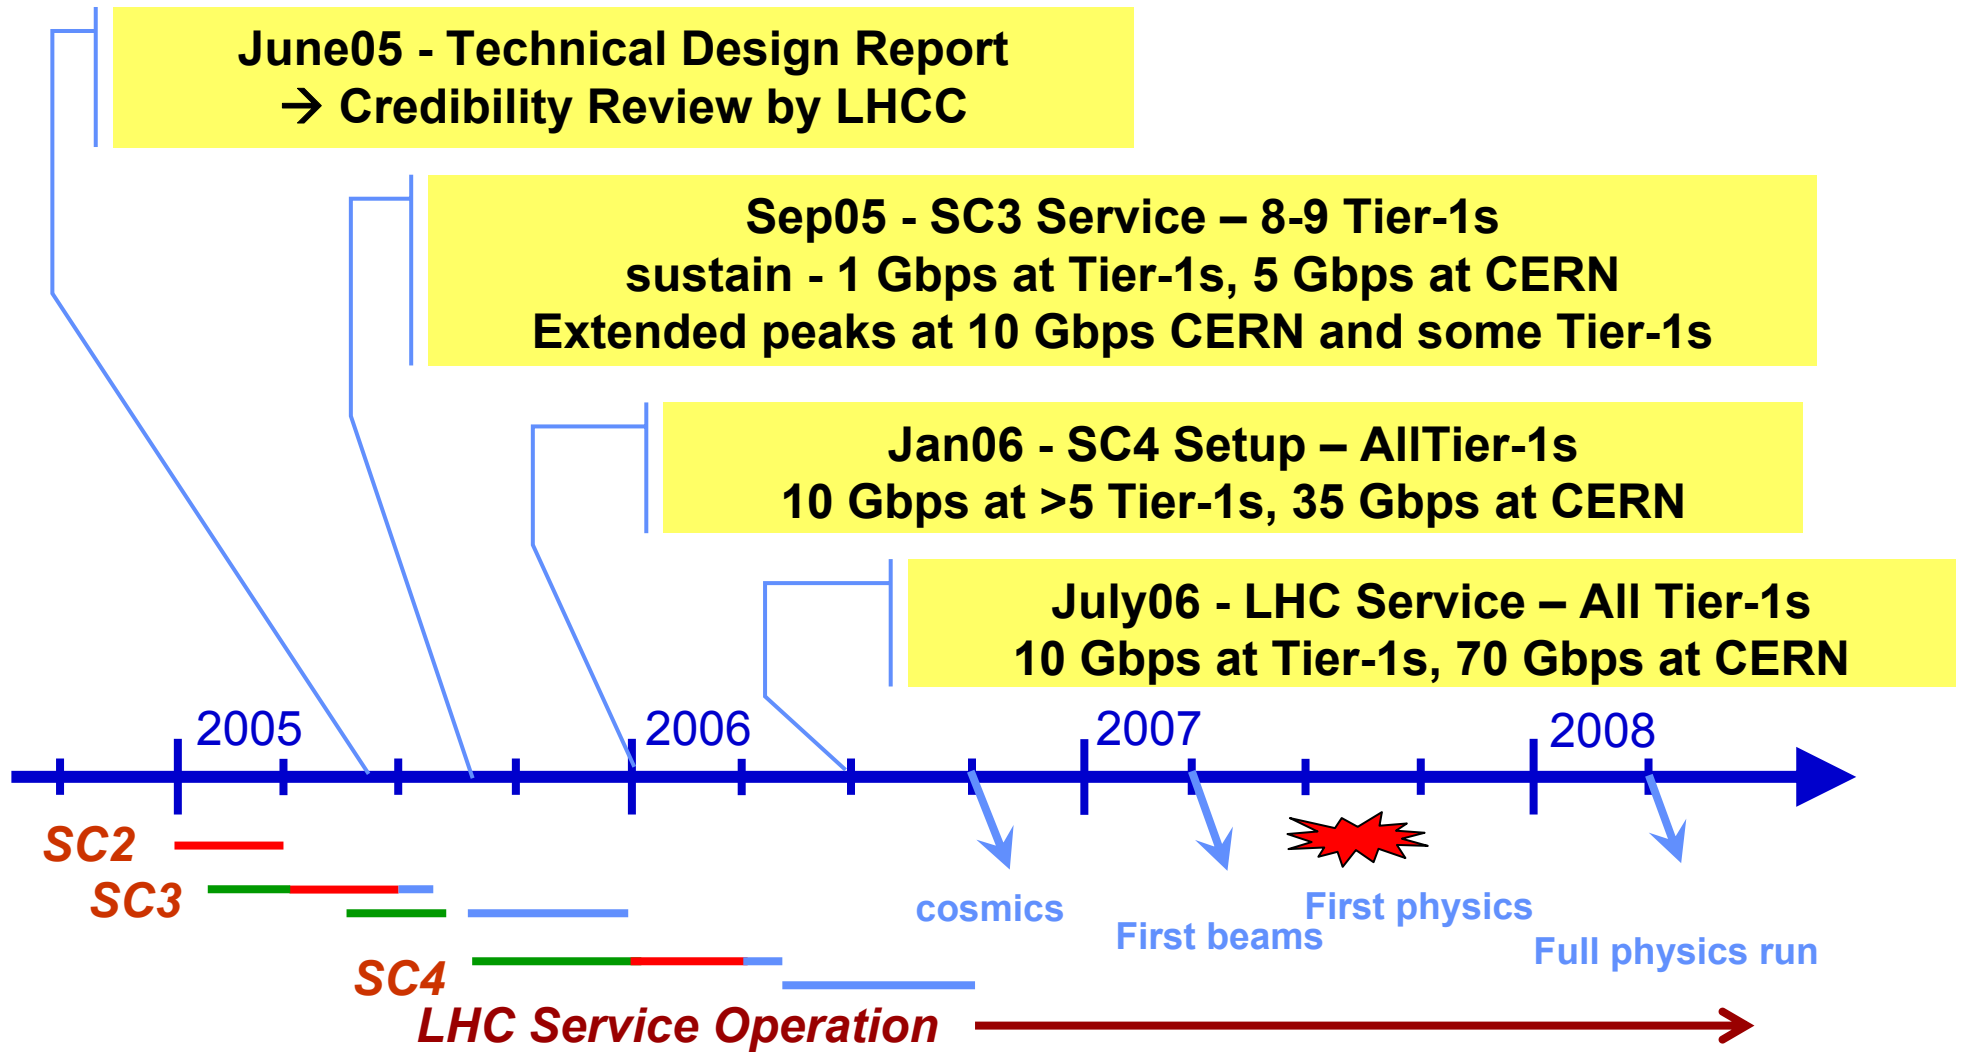 June05 - Technical Design Report
→ Credibility Review by LHCC
Sep05 - SC3 Service – 8-9 Tier-1s
sustain - 1 Gbps at Tier-1s, 5 Gbps at CERN
Extended peaks at 10 Gbps CERN and some Tier-1s
Jan06 - SC4 Setup – AllTier-1s
10 Gbps at >5 Tier-1s, 35 Gbps at CERN
July06 - LHC Service – All Tier-1s
10 Gbps at Tier-1s, 70 Gbps at CERN
2005
2006
2007
2008
SC2
SC3
cosmics
First beams
First physics
Full physics run
SC4
LHC Service Operation